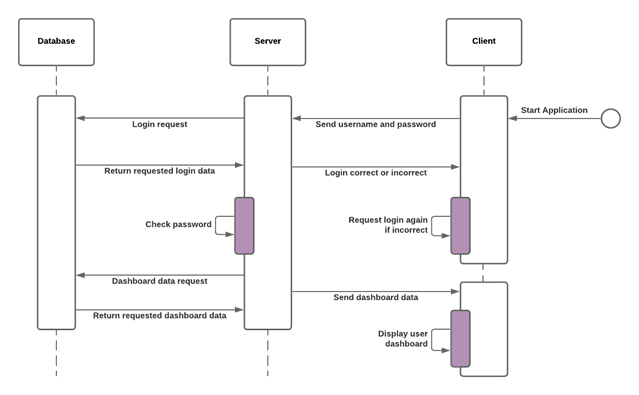 Database
Server
Client
Start Application
Login request
Send username and password
Return requested login data
Login correct or incorrect
Check password
Request login again
if incorrect
Dashboard data request
Send dashboard data
Return requested dashboard data
Display user
dashboard